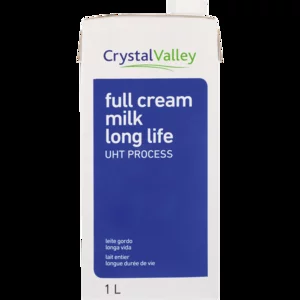 CrystalValley
full cream
milk
long life
UHT PROCESS
leite gordo
longa vida
lait entier
longue durée de vie
1 L